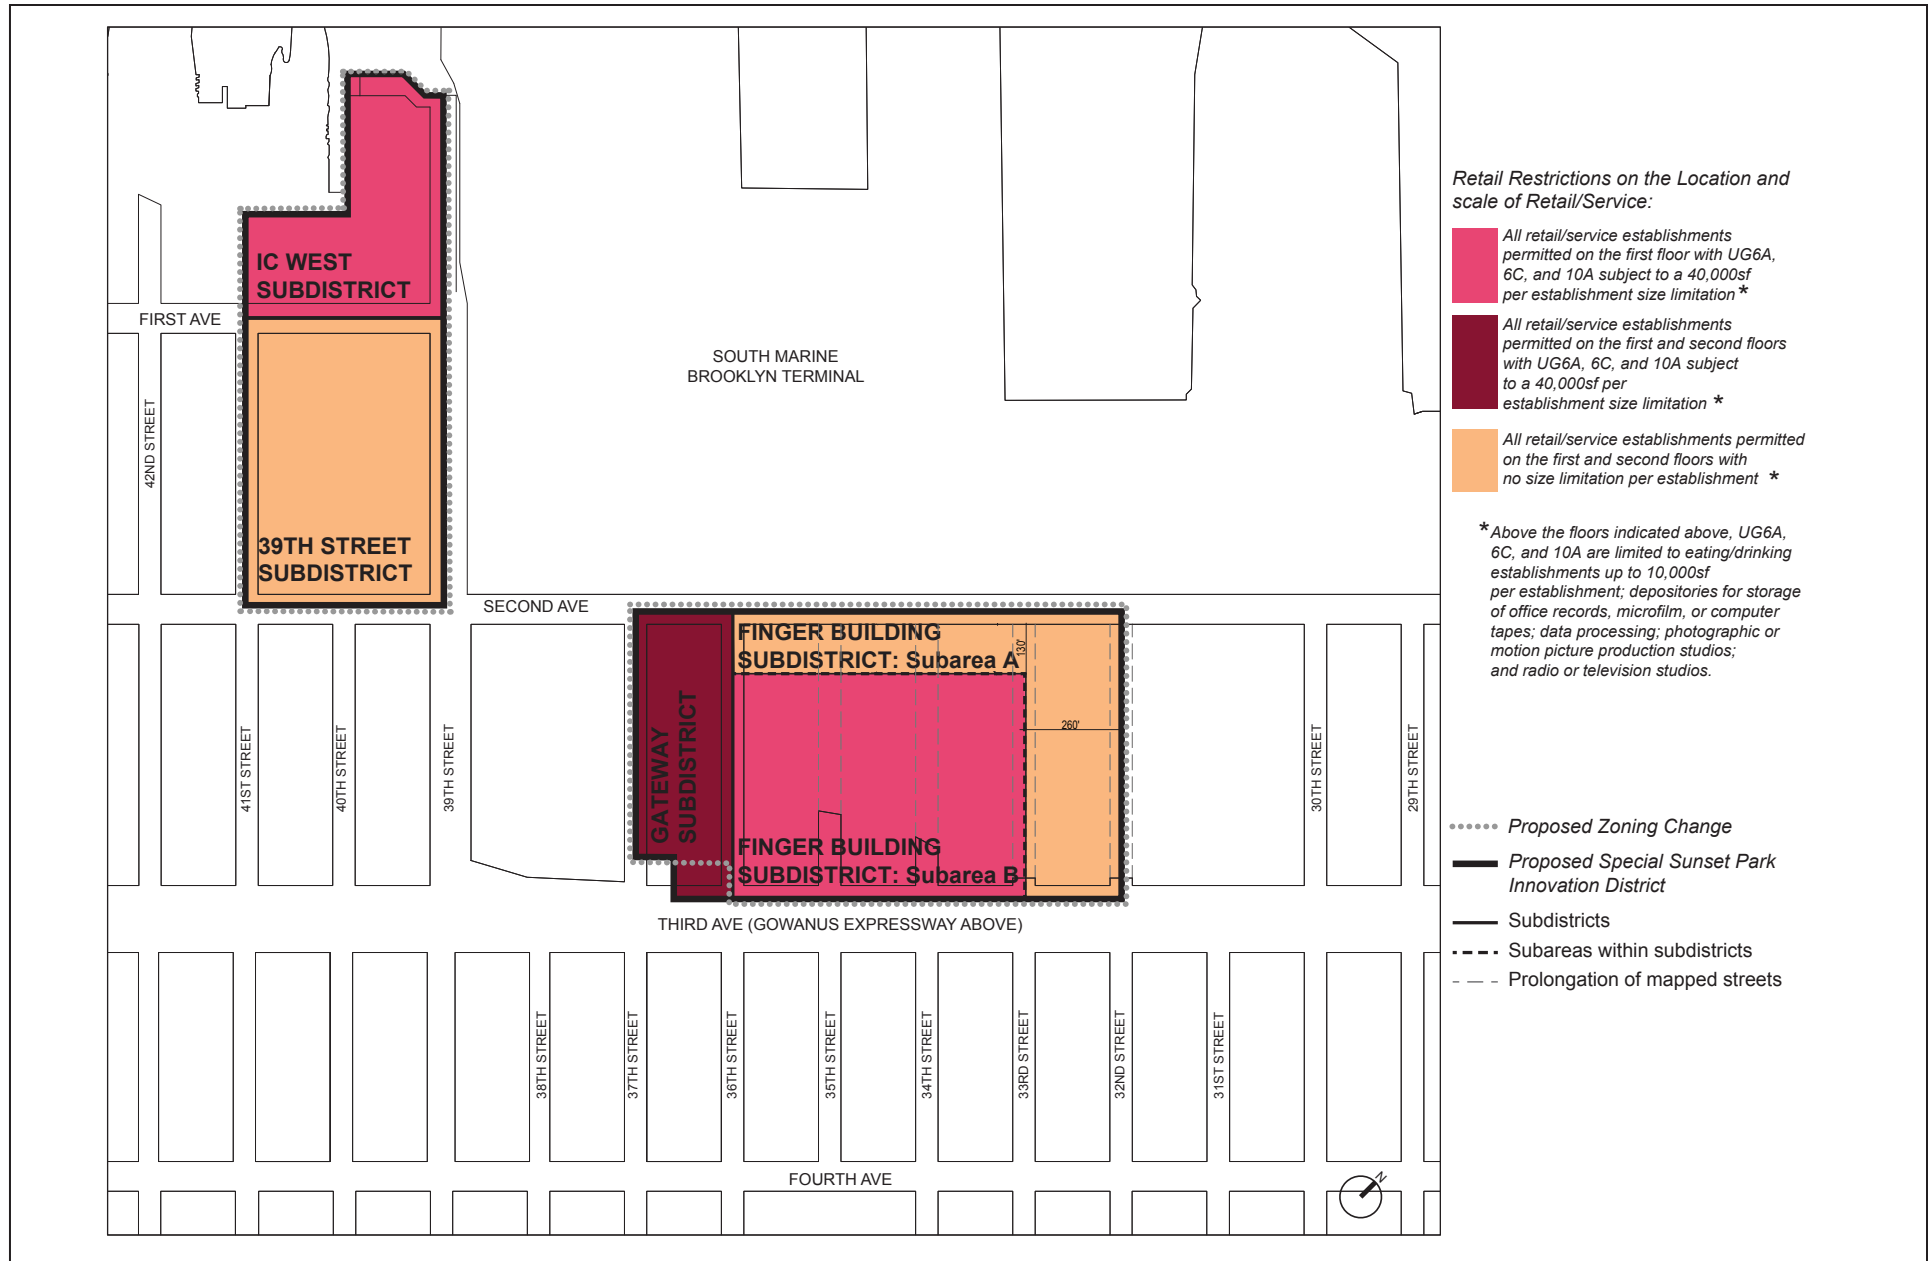 IC WEST
SUBDISTRICT
FIRST AVE
SOUTH MARINE
BROOKLYN TERMINAL
42ND STREET
39TH STREET
SUBDISTRICT
SECOND AVE
FINGER BUILDING
SUBDISTRICT: Subarea A
130'
260'
GATEWAY
SUBDISTRICT
FINGER BUILDING
SUBDISTRICT: Subarea B
41ST STREET
40TH STREET
39TH STREET
30TH STREET
29TH STREET
THIRD AVE (GOWANUS EXPRESSWAY ABOVE)
38TH STREET
37TH STREET
36TH STREET
35TH STREET
34TH STREET
33RD STREET
32ND STREET
31ST STREET
FOURTH AVE
N
Retail Restrictions on the Location and
scale of Retail/Service:
All retail/service establishments
permitted on the first floor with UG6A,
6C, and 10A subject to a 40,000sf
per establishment size limitation *
All retail/service establishments
permitted on the first and second floors
with UG6A, 6C, and 10A subject
to a 40,000sf per
establishment size limitation *
All retail/service establishments permitted
on the first and second floors with
no size limitation per establishment *
* Above the floors indicated above, UG6A,
6C, and 10A are limited to eating/drinking
establishments up to 10,000sf
per establishment; depositories for storage
of office records, microfilm, or computer
tapes; data processing; photographic or
motion picture production studios;
and radio or television studios.
Proposed Zoning Change
Proposed Special Sunset Park
Innovation District
Subdistricts
Subareas within subdistricts
Prolongation of mapped streets